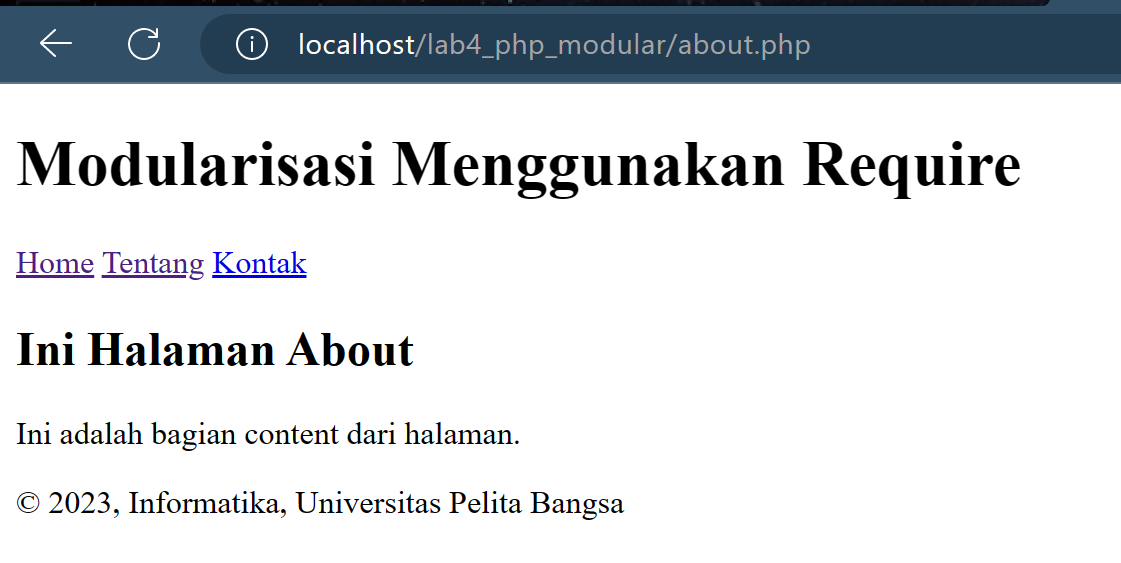 localhost/lab4_php_modular/about.php
Modularisasi Menggunakan Require
Home Tentang Kontak
Ini Halaman About
Ini adalah bagian content dari halaman.
© 2023, Informatika, Universitas Pelita Bangsa